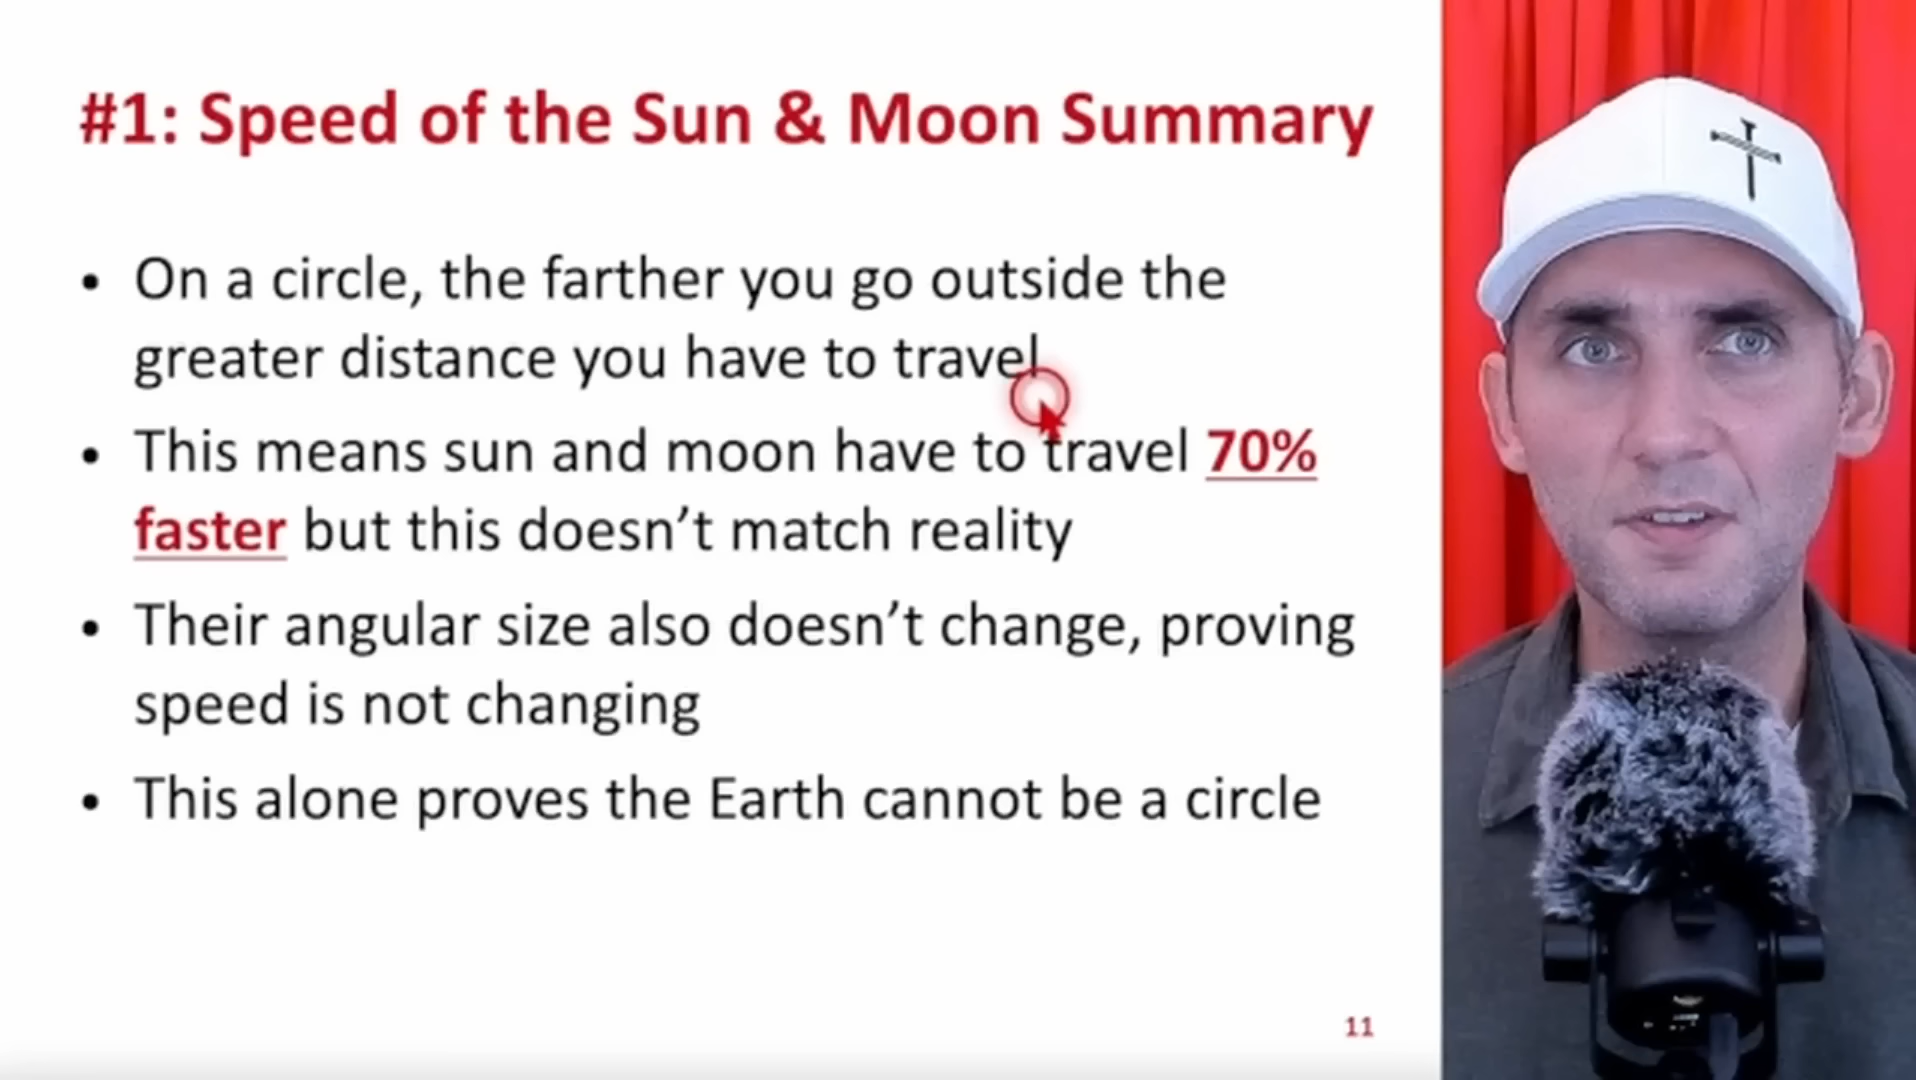 #1: Speed of the Sun & Moon Summary
• On a circle, the farther you go outside the
greater distance you have to travel
• This means sun and moon have to travel 70%
faster but this doesn’t match reality
• Their angular size also doesn’t change, proving
speed is not changing
• This alone proves the Earth cannot be a circle
11